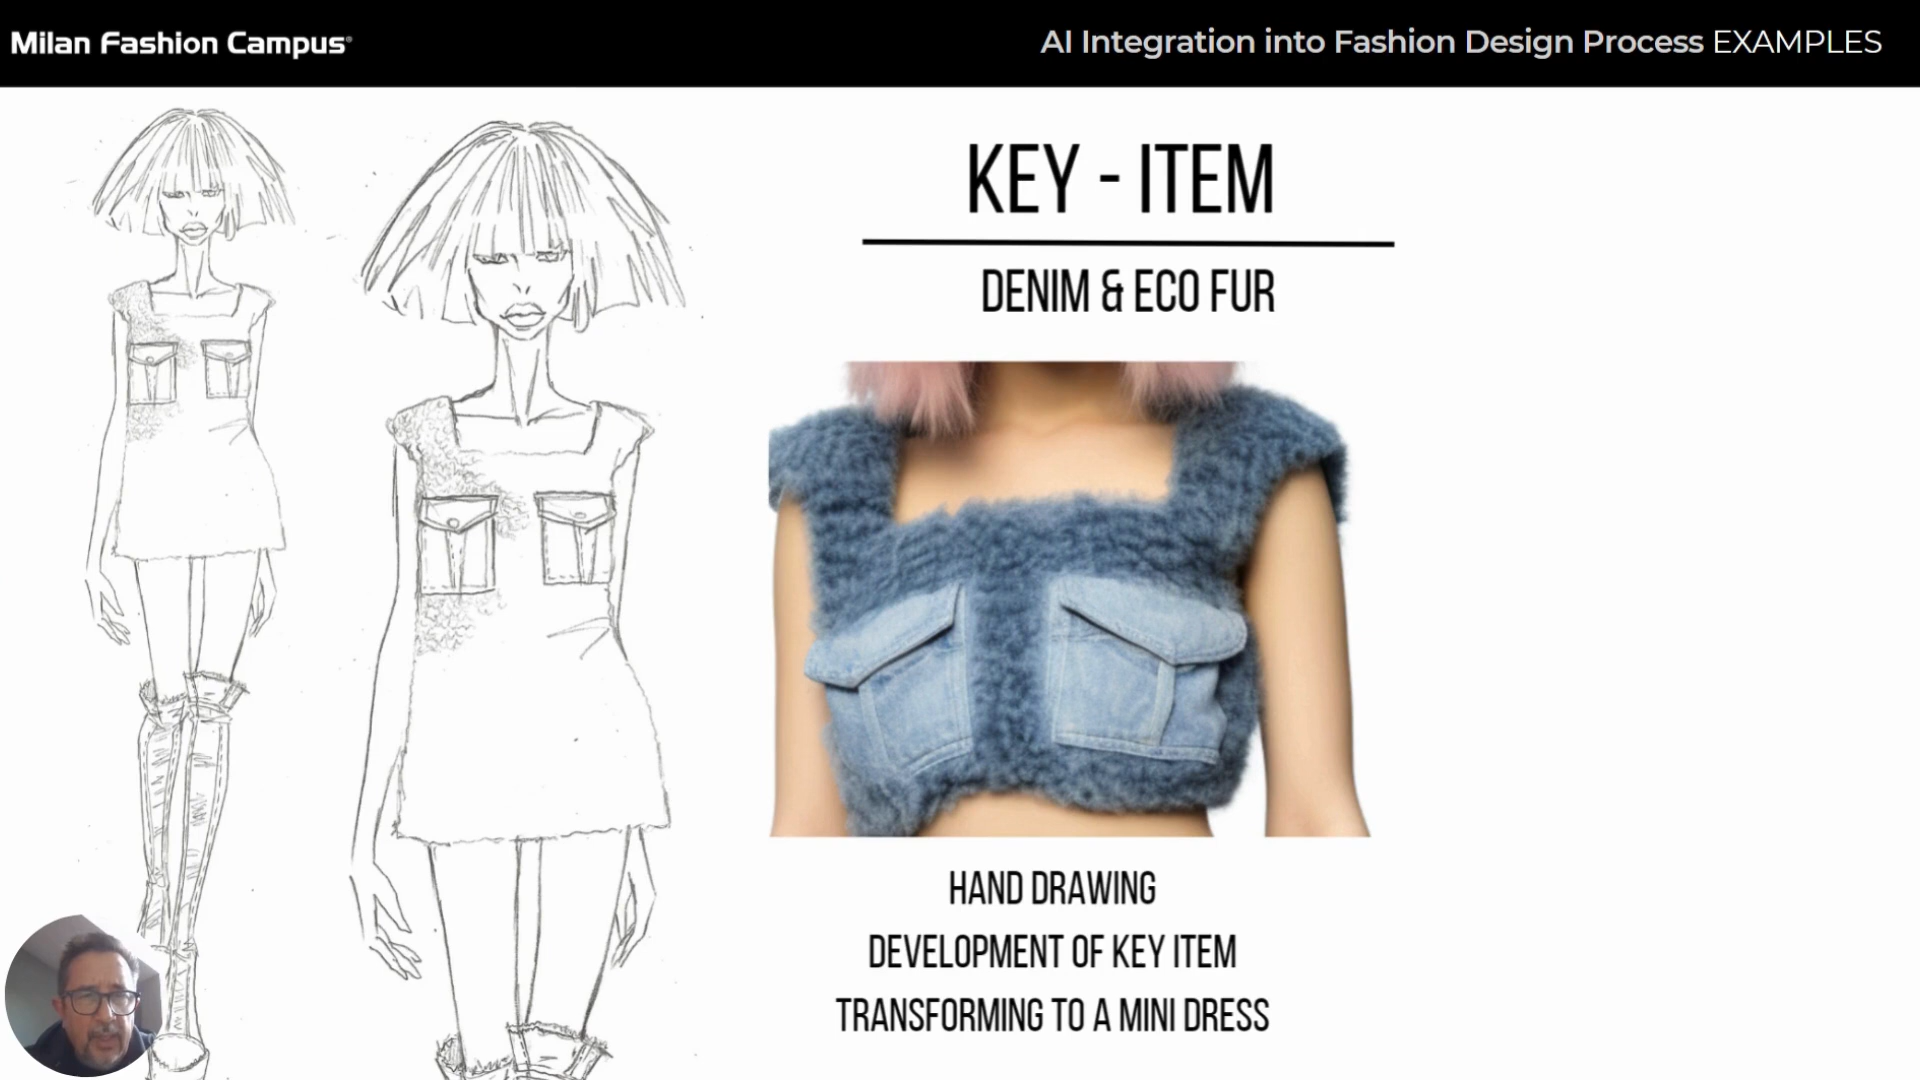 Milan Fashion Campus®
AI Integration into Fashion Design Process EXAMPLES
KEY - ITEM
DENIM & ECO FUR
HAND DRAWING
DEVELOPMENT OF KEY ITEM
TRANSFORMING TO A MINI DRESS